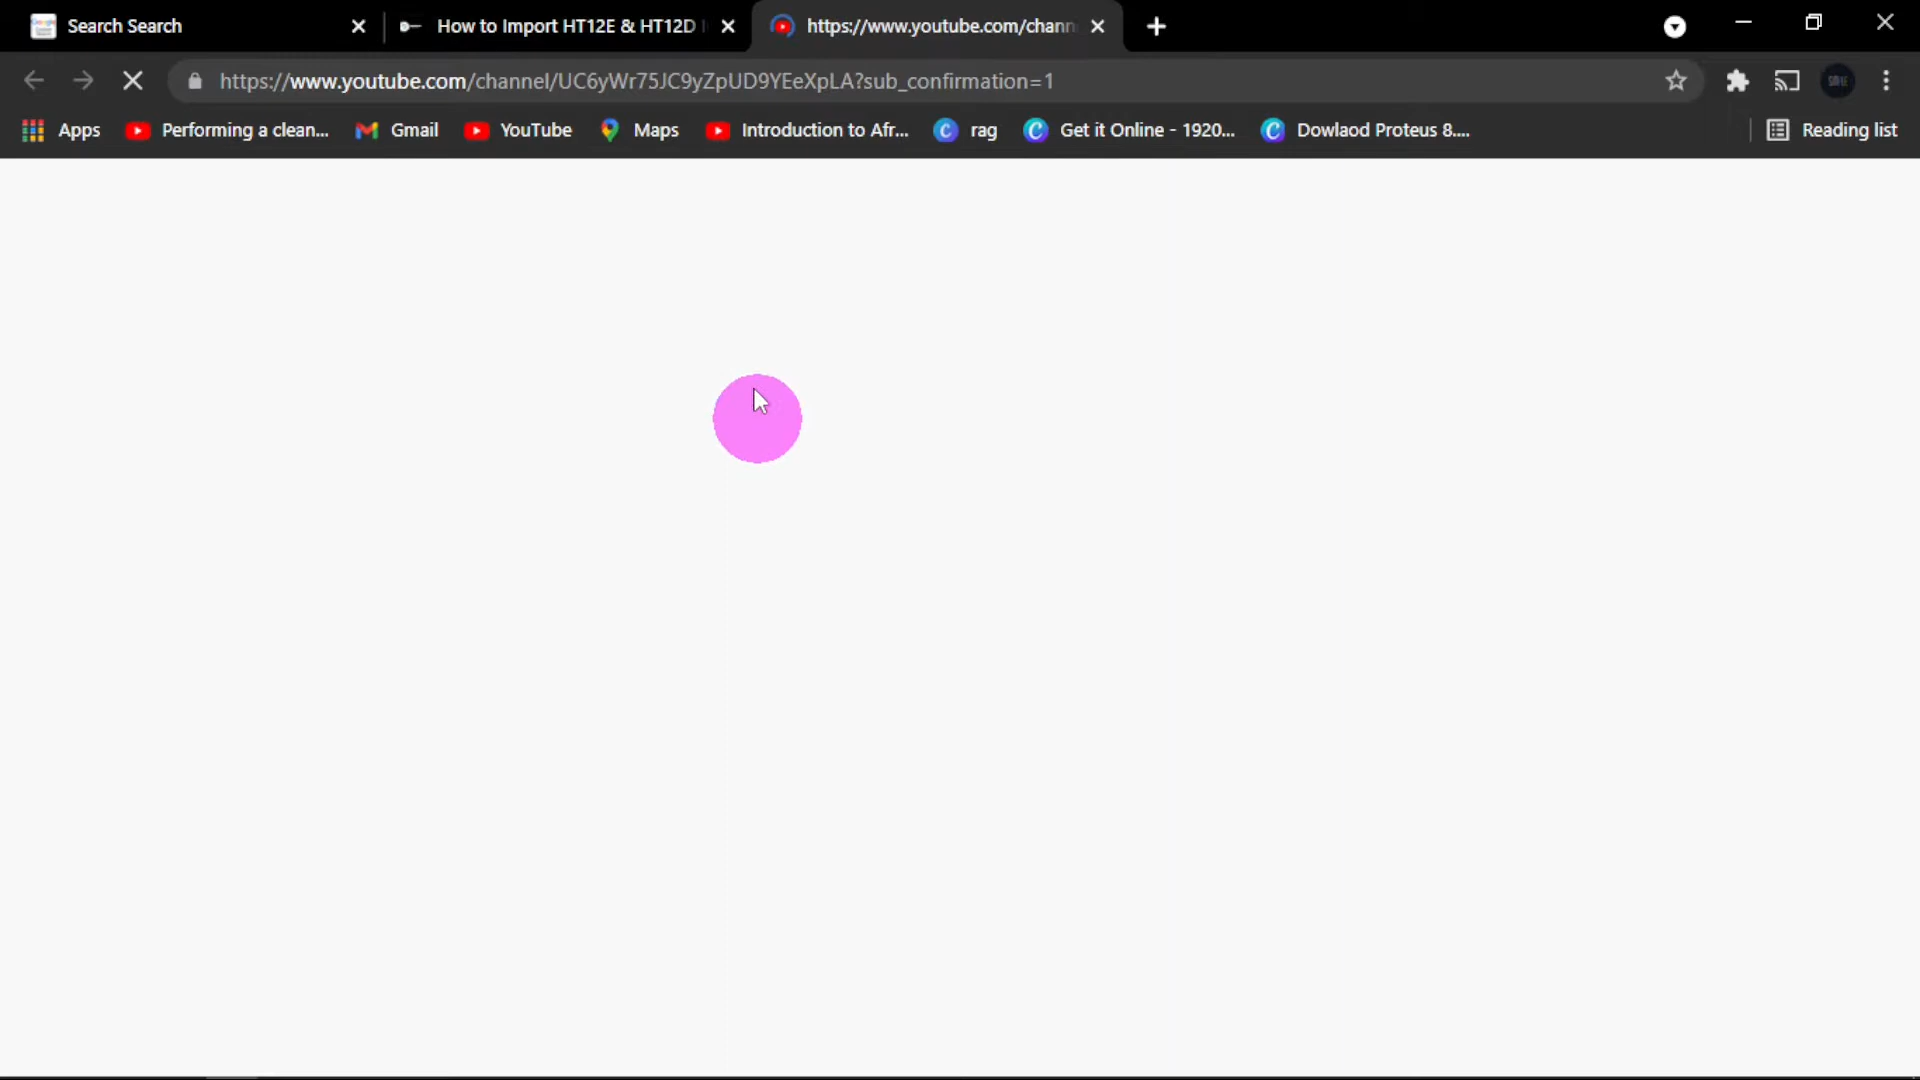 Search Search
How to Import HT12E & HT12D
https://www.youtube.com/chann
https://www.youtube.com/channel/UC6yWr75JC9yZpUD9YEeXpLA?sub_confirmation=1
Apps Performing a clean... Gmail YouTube Maps Introduction to Afr... rag Get it Online - 1920... Dowlaod Proteus 8.... Reading list